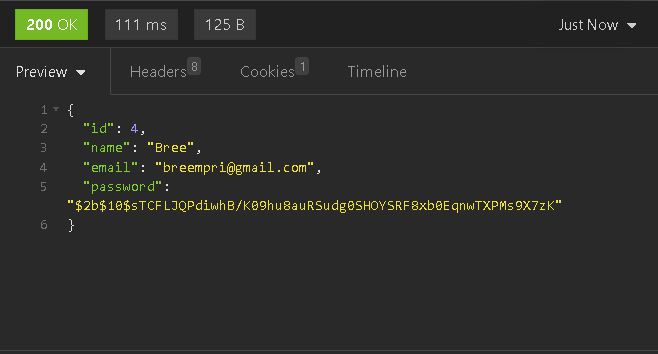 200 OK 111 ms 125 B Just Now
Preview Headers 8 Cookies 1 Timeline
1 {
2 "id": 4,
3 "name": "Bree",
4 "email": "breempri@gmail.com",
5 "password":
"$2b$10$sTCFLJQPdiwhB/K09hu8auRSudg0SHOYSRF8xb0EqnwTXPMs9X7zK"
6 }